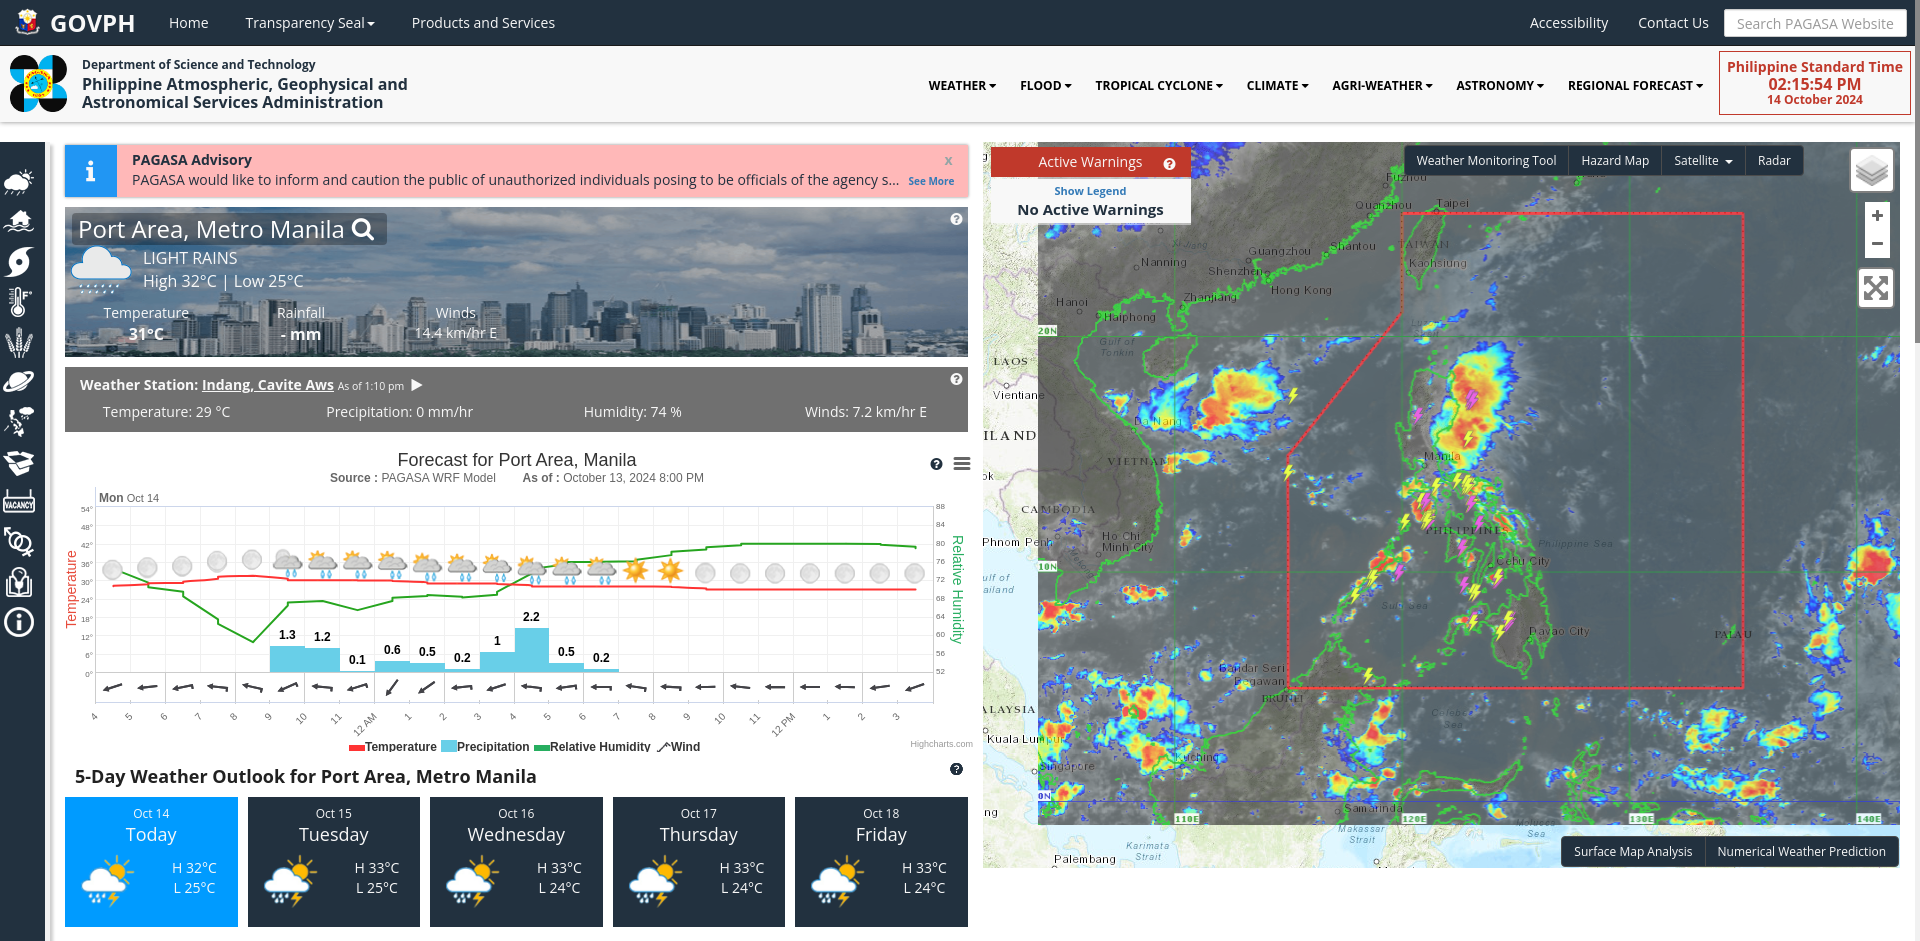 GOVPH
Home
Transparency Seal
Products and Services
Accessibility
Contact Us
Search PAGASA Website
Department of Science and Technology
Philippine Atmospheric, Geophysical and
Astronomical Services Administration
WEATHER
FLOOD
TROPICAL CYCLONE
CLIMATE
AGRI-WEATHER
ASTRONOMY
REGIONAL FORECAST
Philippine Standard Time
02:15:54 PM
14 October 2024
VACANCY
PAGASA Advisory
x
PAGASA would like to inform and caution the public of unauthorized individuals posing to be officials of the agency s... See More
Port Area, Metro Manila
LIGHT RAINS
High 32°C | Low 25°C
Temperature
31°C
Rainfall
- mm
Winds
14.4 km/hr E
Weather Station: Indang, Cavite Aws As of 1:10 pm
Temperature: 29 °C
Precipitation: 0 mm/hr
Humidity: 74 %
Winds: 7.2 km/hr E
Forecast for Port Area, Manila
Source : PAGASA WRF Model As of : October 13, 2024 8:00 PM
Mon Oct 14
Temperature
54°
48°
42°
36°
30°
24°
18°
12°
6°
0°
88
84
80
76
72
68
64
60
56
52
Relative Humidity
1.3
1.2
0.1
0.6
0.5
0.2
1
2.2
0.5
0.2
4 5 6 7 8 9 10 11 12 AM 1 2 3 4 5 6 7 8 9 10 11 12 PM 1 2 3
Temperature Precipitation Relative Humidity Wind
Highcharts.com
5-Day Weather Outlook for Port Area, Metro Manila
Oct 14
Today
H 32°C
L 25°C
Oct 15
Tuesday
H 33°C
L 25°C
Oct 16
Wednesday
H 33°C
L 24°C
Oct 17
Thursday
H 33°C
L 24°C
Oct 18
Friday
H 33°C
L 24°C
Active Warnings
Show Legend
No Active Warnings
Weather Monitoring Tool
Hazard Map
Satellite
Radar
+
−
Fuzhou
Quanzhou
Taipei
TAIWAN
Kaohsiung
Shantou
Guangzhou
Shenzhen
Hong Kong
Nanning
Zhanjiang
Hanoi
Haiphong
Gulf of
Tonkin
20N
LAOS
Vientiane
Da Nang
ILAND
VIETNAM
Manila
CAMBODIA
Phnom Penh
Ho Chi
Minh City
PHILIPPINES
Philippine Sea
Cebu City
10N
ulf of
ailand
Sulu Sea
Davao City
PALAU
Bandar Seri
Begawan
BRUNEI
ALAYSIA
Celebes
Sea
Kuala Lumpur
Kuching
Singapore
0N
ng
Samarinda
110E
120E
130E
140E
Makassar
Strait
Molucca
Sea
Karimata
Strait
Palembang
Surface Map Analysis
Numerical Weather Prediction